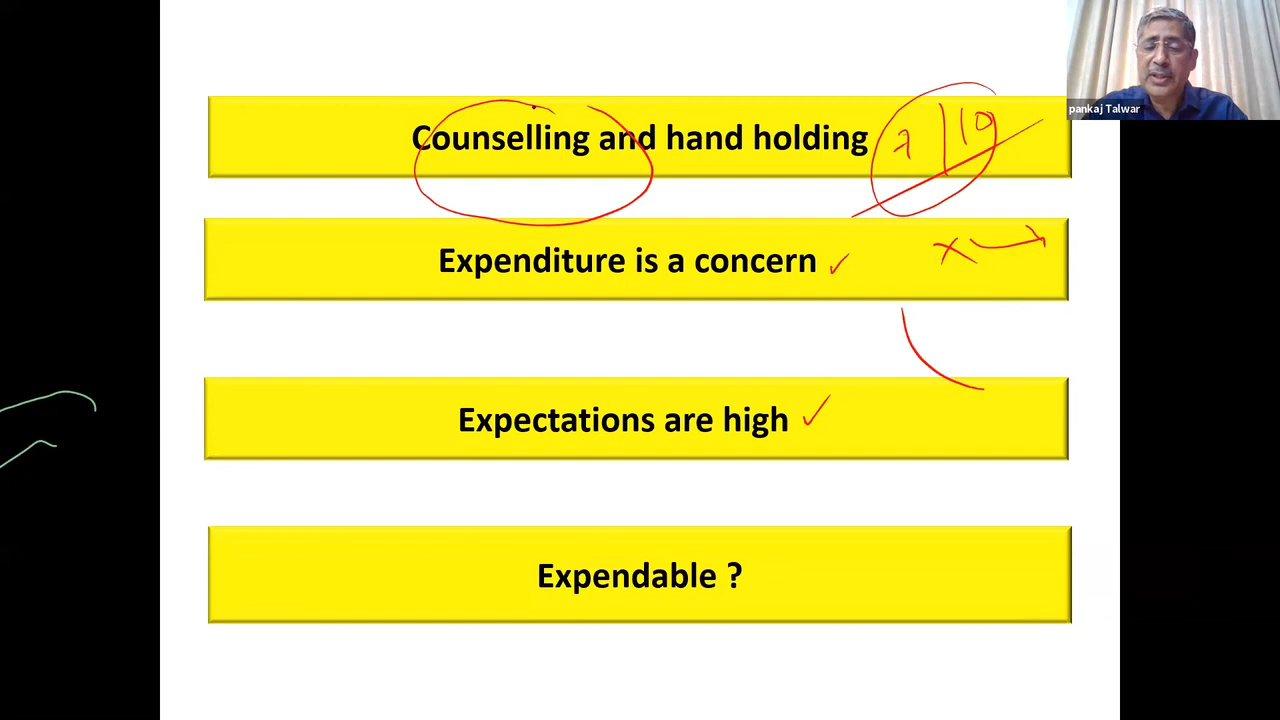 Counselling and hand holding
7 | 10
pankaj Talwar
Expenditure is a concern
x
Expectations are high
Expendable ?